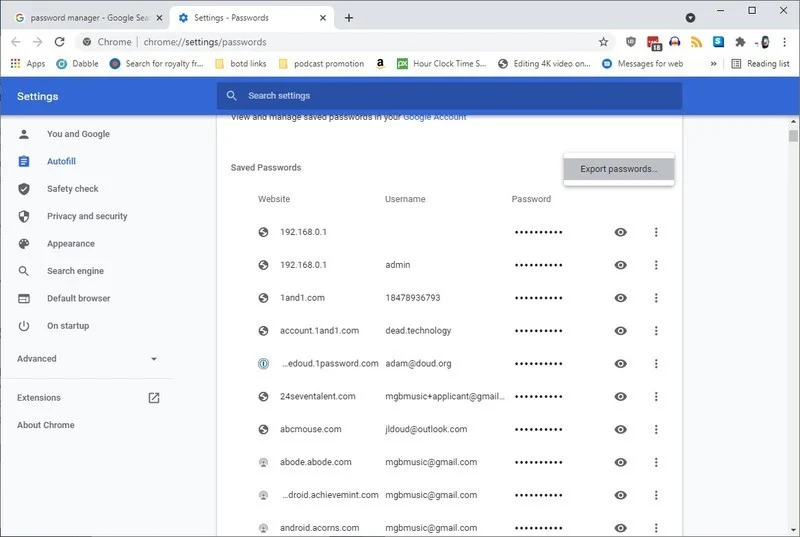 password manager - Google Sea
Settings - Passwords
Chrome | chrome://settings/passwords
18
Apps Dabble Search for royalty fr... botd links podcast promotion Hour Clock Time S... Editing 4K video on... Messages for web » Reading list
Settings
Search settings
View and manage saved passwords in your Google Account
You and Google
Autofill
Safety check
Privacy and security
Appearance
Search engine
Default browser
On startup
Advanced
Extensions
About Chrome
Saved Passwords
Export passwords...
Website Username Password
192.168.0.1 ••••••••••
192.168.0.1 admin ••••••••••
1and1.com 18478936793 ••••••••••
account.1and1.com dead.technology ••••••••••
...edoud.1password.com adam@doud.org ••••••••••
24seventalent.com mgbmusic+applicant@gmail... ••••••••••
abcmouse.com jldoud@outlook.com ••••••••••
abode.abode.com mgbmusic@gmail.com ••••••••••
...droid.achievemint.com mgbmusic@gmail.com ••••••••••
android.acorns.com mgbmusic@gmail.com ••••••••••